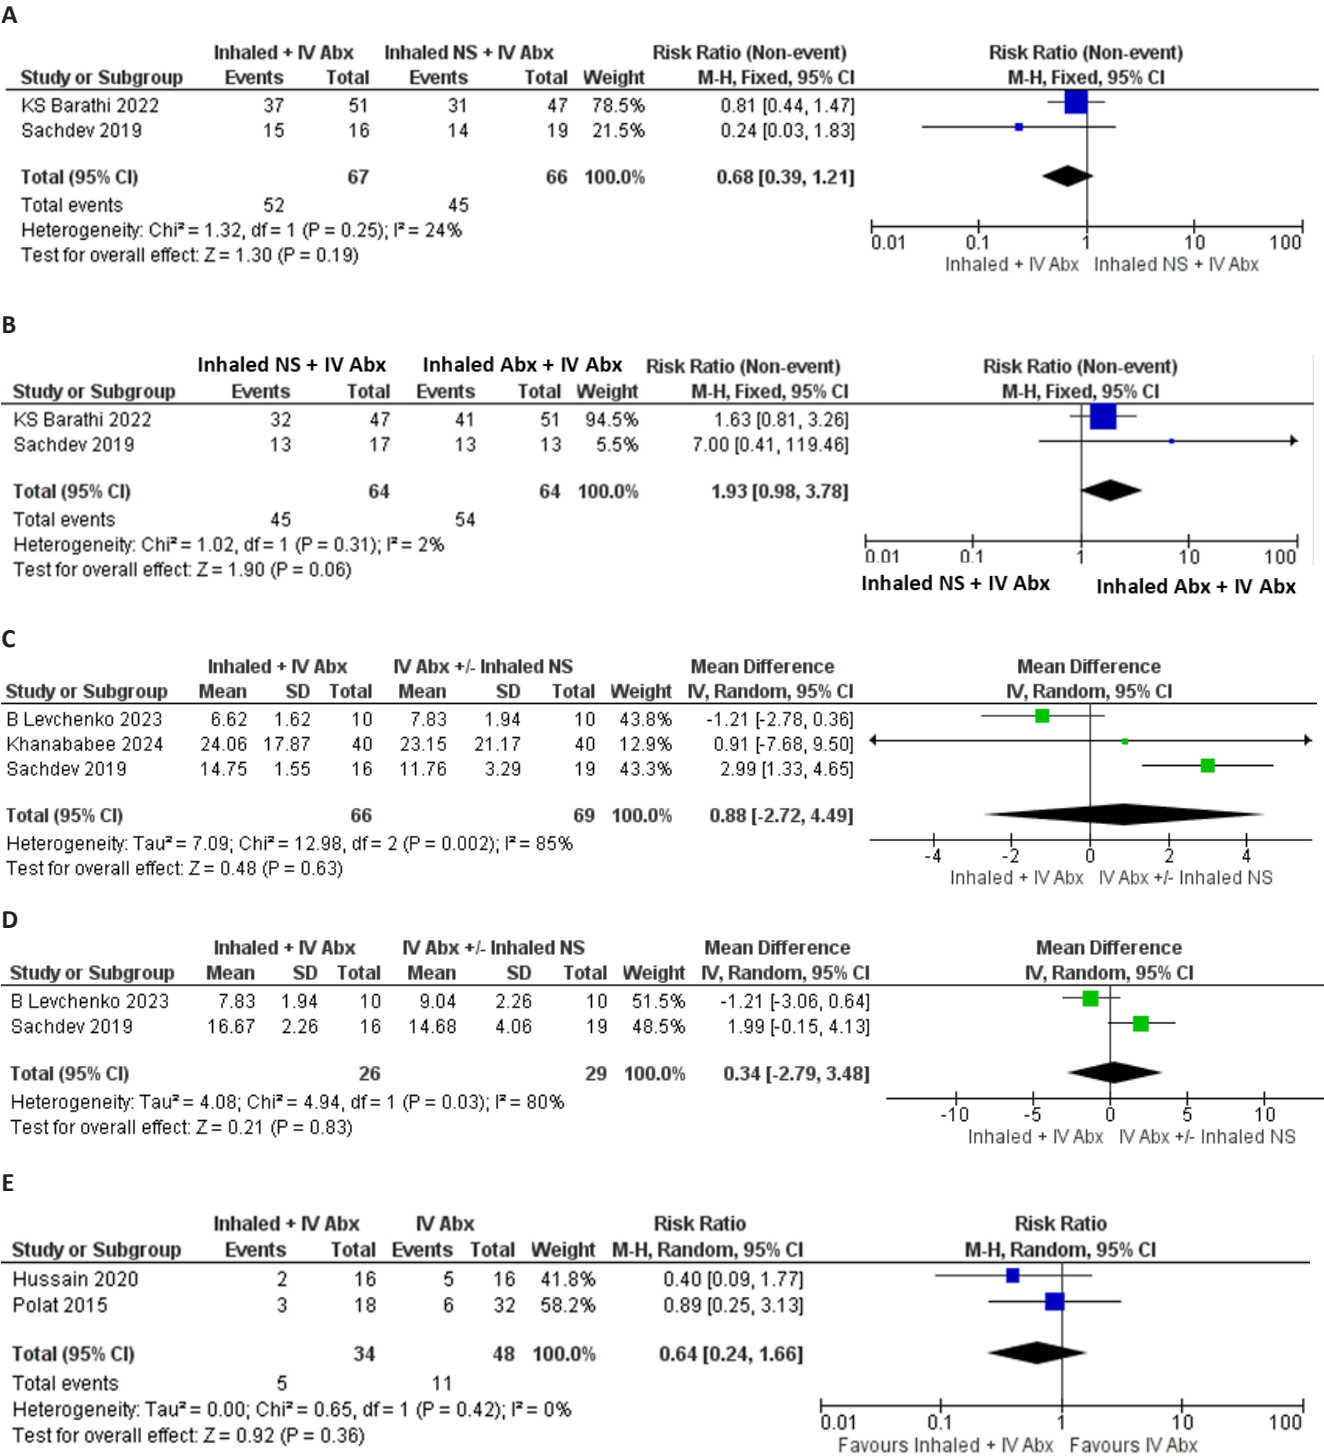 A
Inhaled + IV Abx Inhaled NS + IV Abx Risk Ratio (Non-event) Risk Ratio (Non-event)
Study or Subgroup Events Total Events Total Weight M-H, Fixed, 95% CI M-H, Fixed, 95% CI
KS Barathi 2022 37 51 31 47 78.5% 0.81 [0.44, 1.47]
Sachdev 2019 15 16 14 19 21.5% 0.24 [0.03, 1.83]
Total (95% CI) 67 66 100.0% 0.68 [0.39, 1.21]
Total events 52 45
Heterogeneity: Chi² = 1.32, df = 1 (P = 0.25); I² = 24%
Test for overall effect: Z = 1.30 (P = 0.19)
0.01 0.1 1 10 100
Inhaled + IV Abx Inhaled NS + IV Abx
B
Inhaled NS + IV Abx Inhaled Abx + IV Abx Risk Ratio (Non-event) Risk Ratio (Non-event)
Study or Subgroup Events Total Events Total Weight M-H, Fixed, 95% CI M-H, Fixed, 95% CI
KS Barathi 2022 32 47 41 51 94.5% 1.63 [0.81, 3.26]
Sachdev 2019 13 17 13 13 5.5% 7.00 [0.41, 119.46]
Total (95% CI) 64 64 100.0% 1.93 [0.98, 3.78]
Total events 45 54
Heterogeneity: Chi² = 1.02, df = 1 (P = 0.31); I² = 2%
Test for overall effect: Z = 1.90 (P = 0.06)
0.01 0.1 1 10 100
Inhaled NS + IV Abx Inhaled Abx + IV Abx
C
Inhaled + IV Abx IV Abx +/- Inhaled NS Mean Difference Mean Difference
Study or Subgroup Mean SD Total Mean SD Total Weight IV, Random, 95% CI IV, Random, 95% CI
B Levchenko 2023 6.62 1.62 10 7.83 1.94 10 43.8% -1.21 [-2.78, 0.36]
Khanababee 2024 24.06 17.87 40 23.15 21.17 40 12.9% 0.91 [-7.68, 9.50]
Sachdev 2019 14.75 1.55 16 11.76 3.29 19 43.3% 2.99 [1.33, 4.65]
Total (95% CI) 66 69 100.0% 0.88 [-2.72, 4.49]
Heterogeneity: Tau² = 7.09; Chi² = 12.98, df = 2 (P = 0.002); I² = 85%
Test for overall effect: Z = 0.48 (P = 0.63)
-4 -2 0 2 4
Inhaled + IV Abx IV Abx +/- Inhaled NS
D
Inhaled + IV Abx IV Abx +/- Inhaled NS Mean Difference Mean Difference
Study or Subgroup Mean SD Total Mean SD Total Weight IV, Random, 95% CI IV, Random, 95% CI
B Levchenko 2023 7.83 1.94 10 9.04 2.26 10 51.5% -1.21 [-3.06, 0.64]
Sachdev 2019 16.67 2.26 16 14.68 4.06 19 48.5% 1.99 [-0.15, 4.13]
Total (95% CI) 26 29 100.0% 0.34 [-2.79, 3.48]
Heterogeneity: Tau² = 4.08; Chi² = 4.94, df = 1 (P = 0.03); I² = 80%
Test for overall effect: Z = 0.21 (P = 0.83)
-10 -5 0 5 10
Inhaled + IV Abx IV Abx +/- Inhaled NS
E
Inhaled + IV Abx IV Abx Risk Ratio Risk Ratio
Study or Subgroup Events Total Events Total Weight M-H, Random, 95% CI M-H, Random, 95% CI
Hussain 2020 2 16 5 16 41.8% 0.40 [0.09, 1.77]
Polat 2015 3 18 6 32 58.2% 0.89 [0.25, 3.13]
Total (95% CI) 34 48 100.0% 0.64 [0.24, 1.66]
Total events 5 11
Heterogeneity: Tau² = 0.00; Chi² = 0.65, df = 1 (P = 0.42); I² = 0%
Test for overall effect: Z = 0.92 (P = 0.36)
0.01 0.1 1 10 100
Favours Inhaled + IV Abx Favours IV Abx